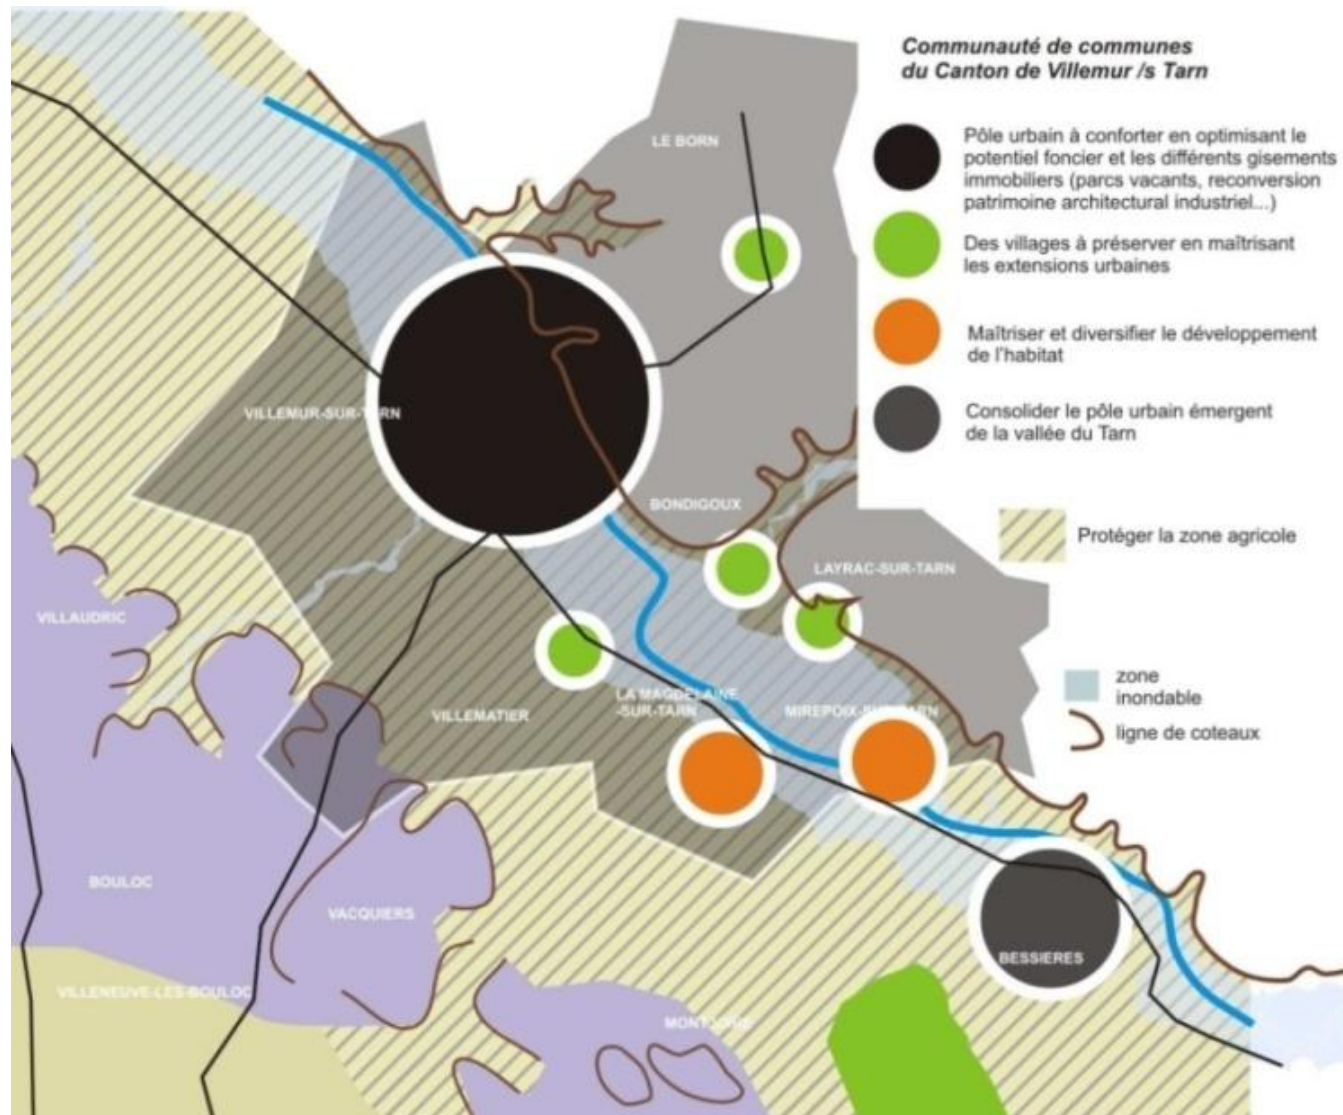 Communauté de communes
du Canton de Villemur /s Tarn
Pôle urbain à conforter en optimisant le
potentiel foncier et les différents gisements
immobiliers (parcs vacants, reconversion
patrimoine architectural industriel...)
Des villages à préserver en maîtrisant
les extensions urbaines
Maîtriser et diversifier le développement
de l'habitat
Consolider le pôle urbain émergent
de la vallée du Tarn
Protéger la zone agricole
zone
inondable
ligne de coteaux
LE BORN
VILLEMUR-SUR-TARN
BONDIGOUX
LAYRAC-SUR-TARN
VILLAUDRIC
VILLEMATIER
LA MAGDELAINE
-SUR-TARN
MIREPOIX-SUR-TARN
BOULOC
VACQUIERS
BESSIERES
VILLENEUVE-LES-BOULOC
MONTJOIRE